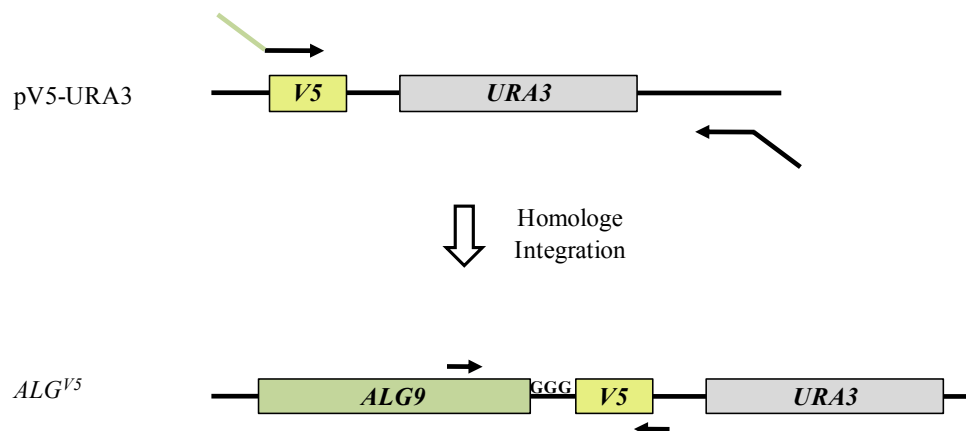 pV5-URA3
V5
URA3
Homologe
Integration
ALG^V5
ALG9
GGG
V5
URA3